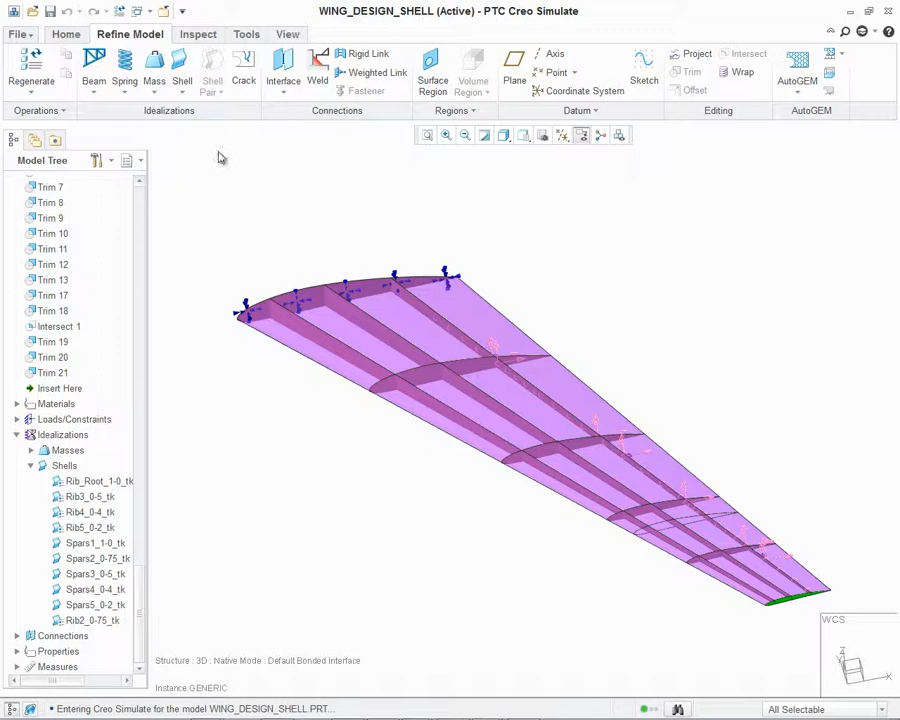 WING_DESIGN_SHELL (Active) - PTC Creo Simulate
File
Home
Refine Model
Inspect
Tools
View
Regenerate
Beam
Spring
Mass
Shell
Shell Pair
Crack
Interface
Weld
Rigid Link
Weighted Link
Fastener
Surface Region
Volume Region
Plane
Axis
Point
Coordinate System
Sketch
Project
Intersect
Trim
Wrap
Offset
AutoGEM
Operations
Idealizations
Connections
Regions
Datum
Editing
AutoGEM
Model Tree
Trim 7
Trim 8
Trim 9
Trim 10
Trim 11
Trim 12
Trim 13
Trim 17
Trim 18
Intersect 1
Trim 19
Trim 20
Trim 21
Insert Here
Materials
Loads/Constraints
Idealizations
Masses
Shells
Rib_Root_1-0_tk
Rib3_0-5_tk
Rib4_0-4_tk
Rib5_0-2_tk
Spars1_1-0_tk
Spars2_0-75_tk
Spars3_0-5_tk
Spars4_0-4_tk
Spars5_0-2_tk
Rib2_0-75_tk
Connections
Properties
Measures
WCS
Z
Y
X
Structure : 3D : Native Mode : Default Bonded Interface
Instance:GENERIC
• Entering Creo Simulate for the model WING_DESIGN_SHELL.PRT...
All Selectable